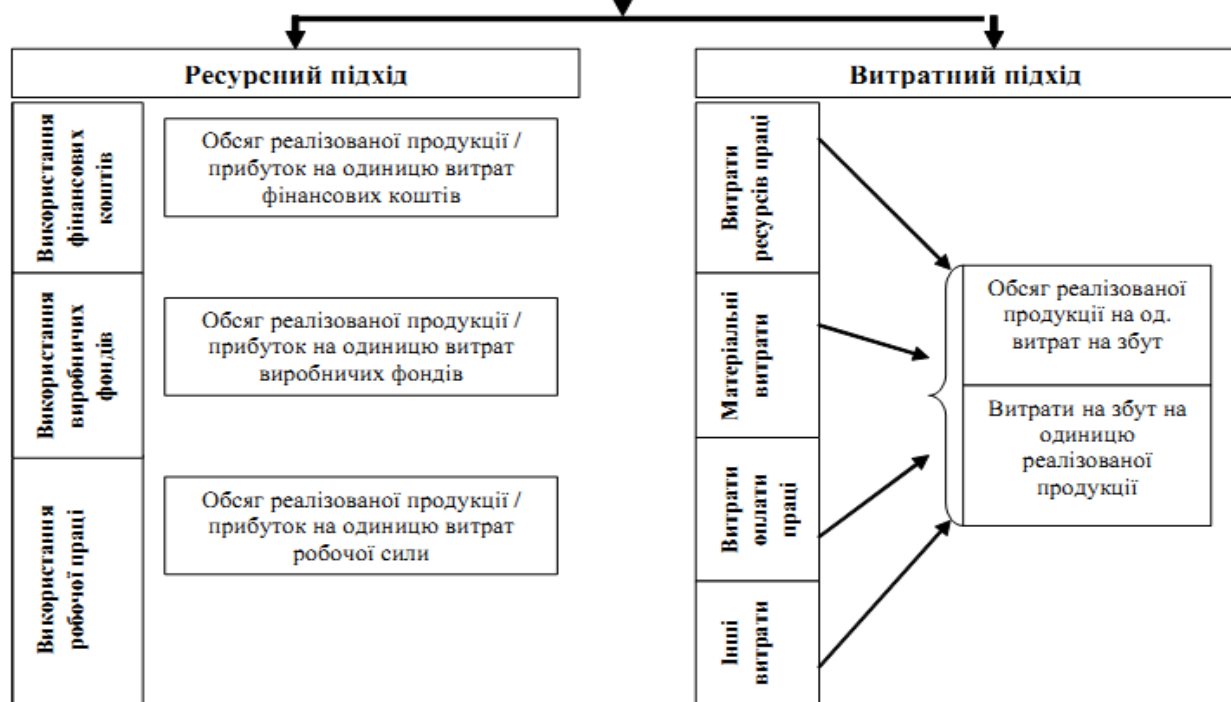 Ресурсний підхід
Використання
фінансових
коштів
Обсяг реалізованої продукції /
прибуток на одиницю витрат
фінансових коштів
Використання
виробничих
фондів
Обсяг реалізованої продукції /
прибуток на одиницю витрат
виробничих фондів
Використання
робочої праці
Обсяг реалізованої продукції /
прибуток на одиницю витрат
робочої сили
Витратний підхід
Витрати
ресурсів праці
Матеріальні
витрати
Витрати
оплати
праці
Інші
витрати
Обсяг реалізованої
продукції на од.
витрат на збут
Витрати на збут на
одиницю
реалізованої
продукції